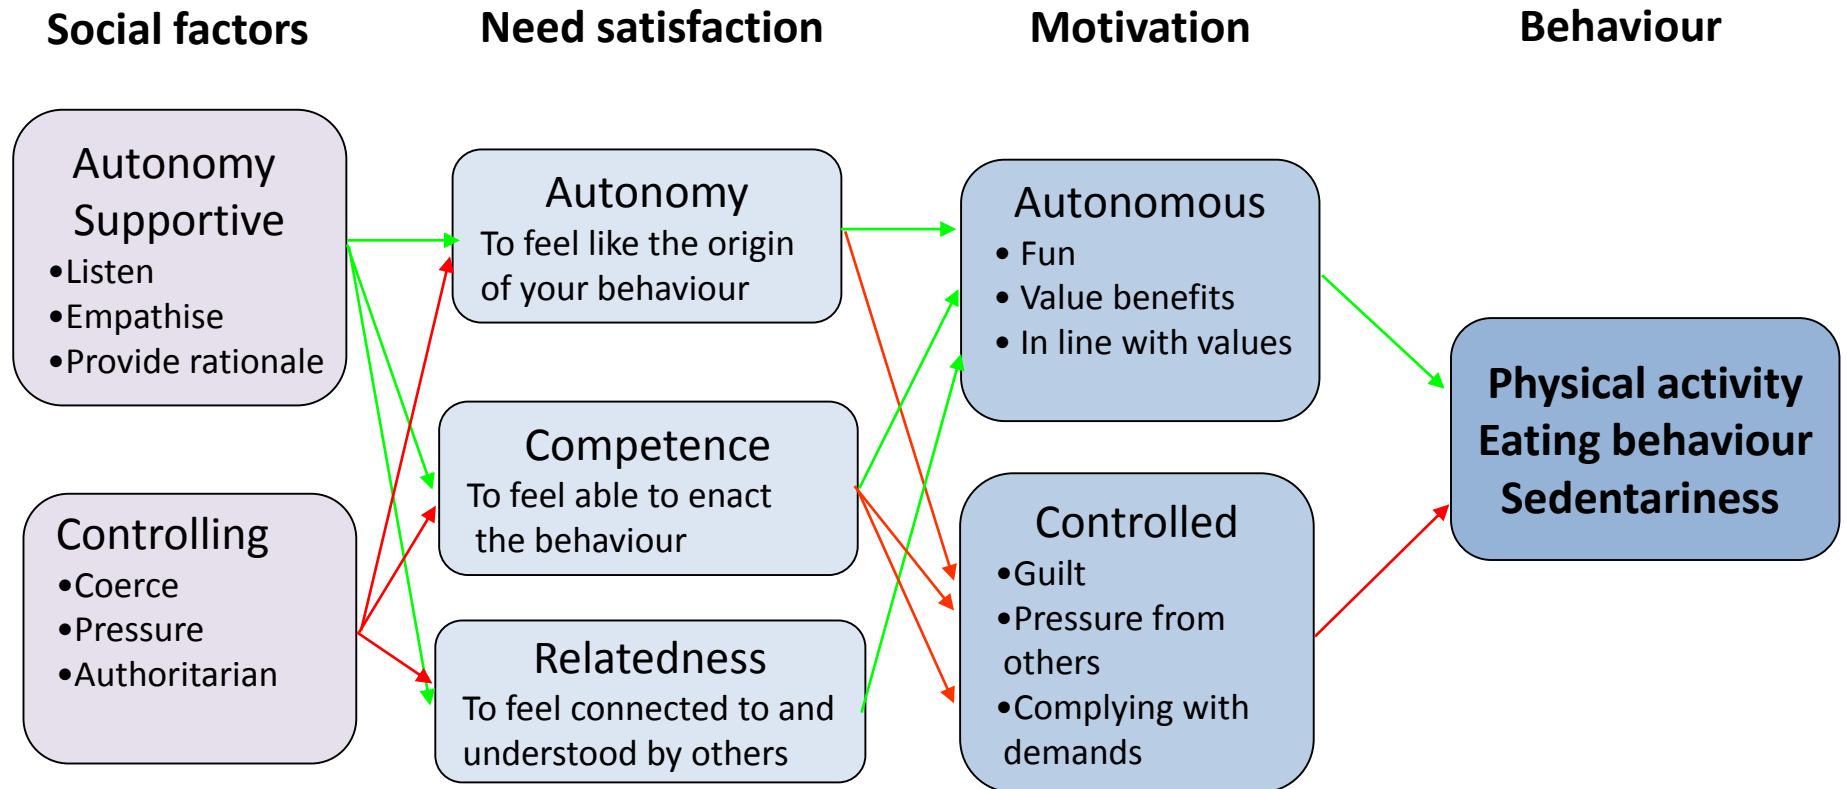 Social factors
Need satisfaction
Motivation
Behaviour
Autonomy
Supportive
•Listen
•Empathise
•Provide rationale
Controlling
•Coerce
•Pressure
•Authoritarian
Autonomy
To feel like the origin
of your behaviour
Competence
To feel able to enact
the behaviour
Relatedness
To feel connected to and
understood by others
Autonomous
• Fun
• Value benefits
• In line with values
Controlled
•Guilt
•Pressure from
others
•Complying with
demands
Physical activity
Eating behaviour
Sedentariness